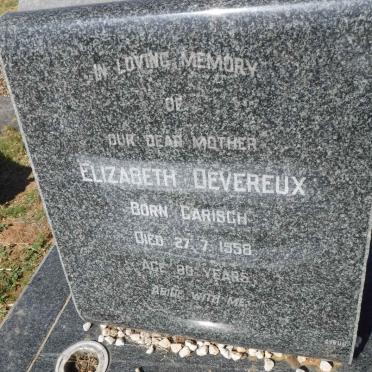 IN LOVING MEMORY
OF
OUR DEAR MOTHER
ELIZABETH DEVEREUX
BORN CARISCH
DIED 27. 7. 1958
AGE 80 YEARS
ABIDE WITH ME